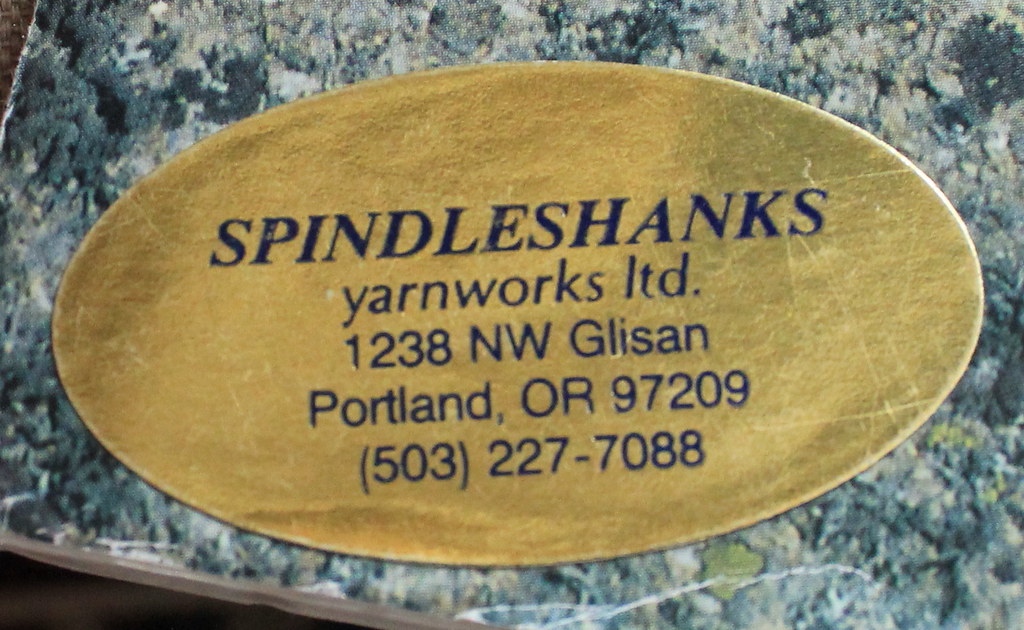 SPINDLESHANKS
yarnworks ltd.
1238 NW Glisan
Portland, OR 97209
(503) 227-7088